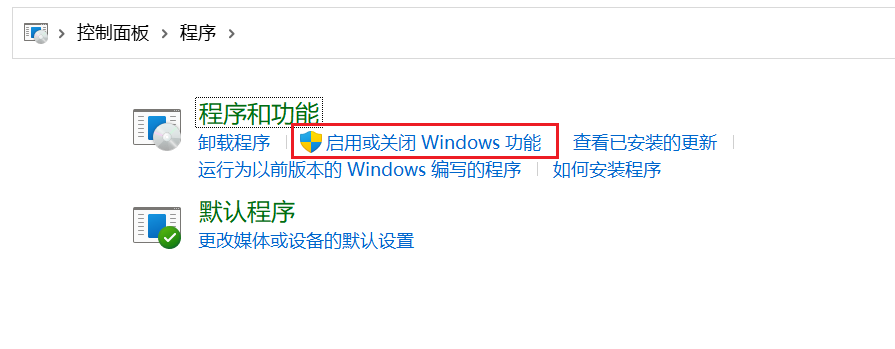 控制面板 > 程序 >
程序和功能
卸载程序 启用或关闭 Windows 功能 查看已安装的更新
运行为以前版本的 Windows 编写的程序 如何安装程序
默认程序
更改媒体或设备的默认设置